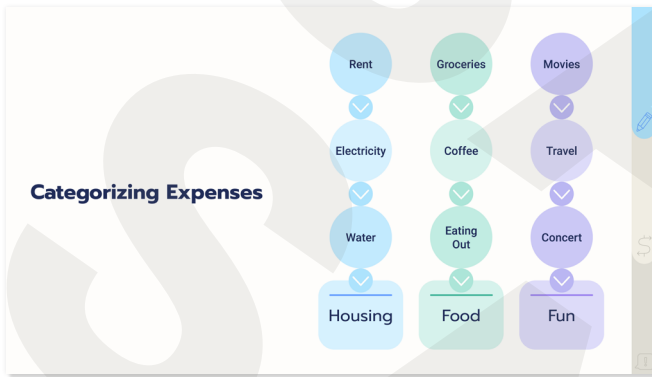 Categorizing Expenses
Rent
Electricity
Water
Housing
Groceries
Coffee
Eating
Out
Food
Movies
Travel
Concert
Fun